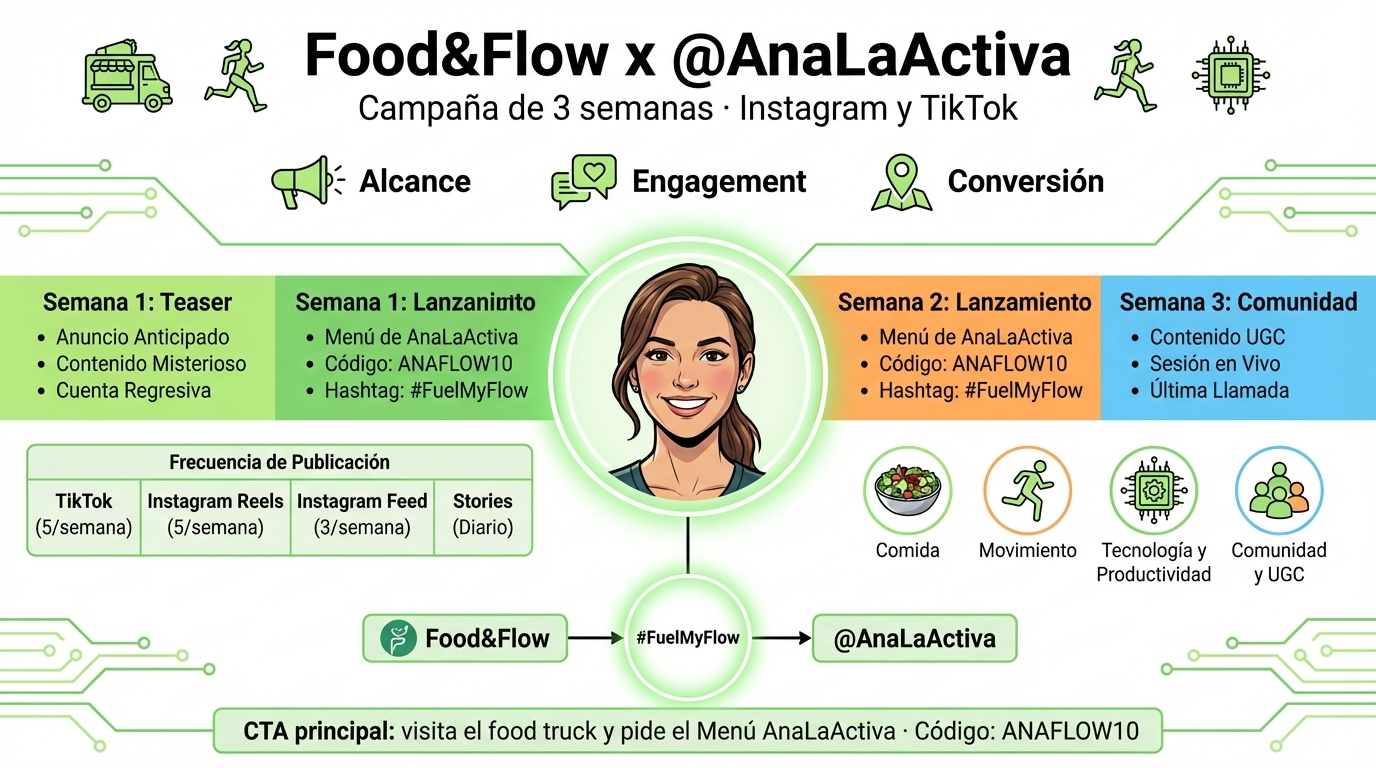 Food&Flow x @AnaLaActiva
Campaña de 3 semanas · Instagram y TikTok
Alcance
Engagement
Conversión
Semana 1: Teaser
• Anuncio Anticipado
• Contenido Misterioso
• Cuenta Regresiva
Semana 1: Lanzaninto
• Menú de AnaLaActiva
• Código: ANAFLOW10
• Hashtag: #FuelMyFlow
Semana 2: Lanzamiento
• Menú de AnaLaActiva
• Código: ANAFLOW10
• Hashtag: #FuelMyFlow
Semana 3: Comunidad
• Contenido UGC
• Sesión en Vivo
• Última Llamada
Frecuencia de Publicación
TikTok
(5/semana)
Instagram Reels
(5/semana)
Instagram Feed
(3/semana)
Stories
(Diario)
Comida
Movimiento
Tecnología y
Productividad
Comunidad
y UGC
Food&Flow
#FuelMyFlow
@AnaLaActiva
CTA principal: visita el food truck y pide el Menú AnaLaActiva · Código: ANAFLOW10